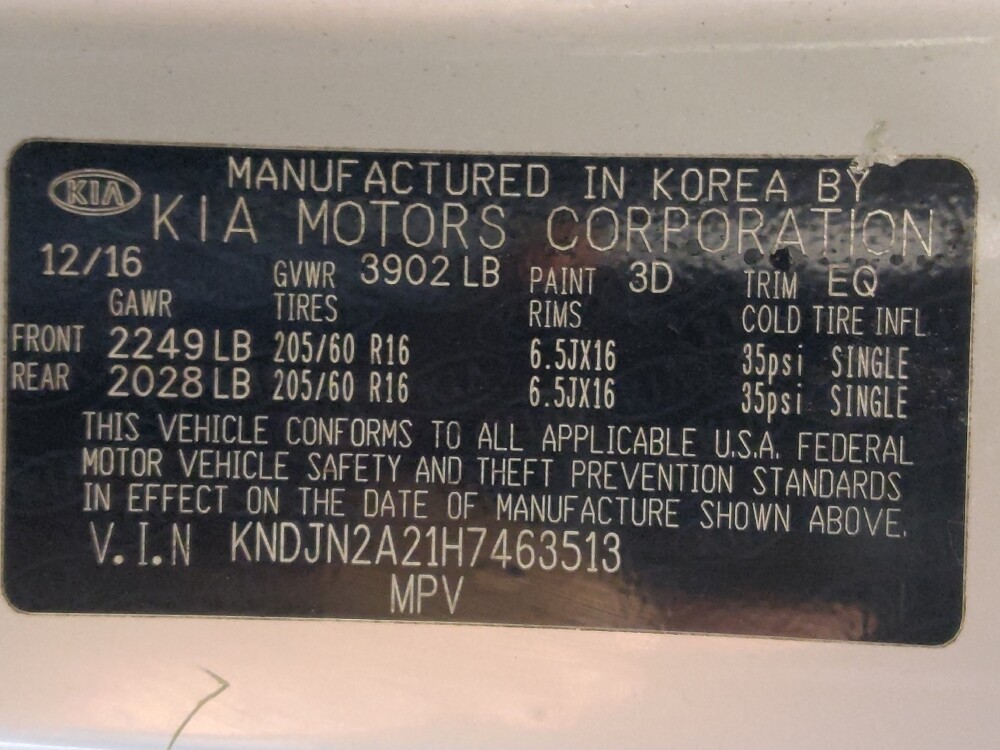 MANUFACTURED IN KOREA BY
KIA KIA MOTORS CORPORATION
12/16 GVWR 3902 LB PAINT 3D TRIM EQ
GAWR TIRES RIMS COLD TIRE INFL
FRONT 2249 LB 205/60 R16 6.5JX16 35psi SINGLE
REAR 2028 LB 205/60 R16 6.5JX16 35psi SINGLE
THIS VEHICLE CONFORMS TO ALL APPLICABLE U.S.A. FEDERAL
MOTOR VEHICLE SAFETY AND THEFT PREVENTION STANDARDS
IN EFFECT ON THE DATE OF MANUFACTURE SHOWN ABOVE.
V.I.N KNDJN2A21H7463513
MPV